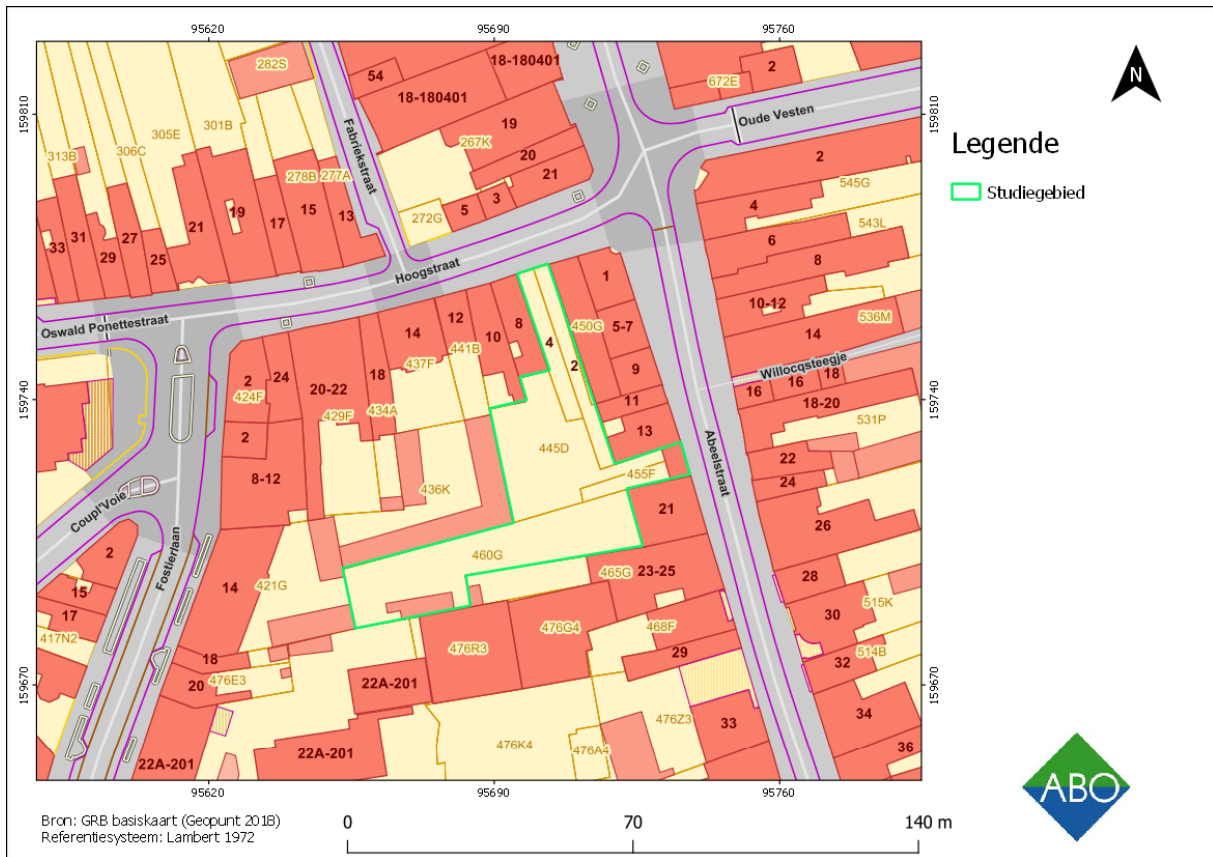 95620 95690 95760
282S
54
18-180401
18-180401
672E
2
N
159810
159810
Oude Vesten
Legende
Studiegebied
305E
301B
306C
313B
Fabriekstraat
19
267K
20
21
278B
277A
2
545G
4
543L
5
3
272G
33
31
29
27
25
21
19
17
15
13
6
8
Hoogstraat
Oswald Ponettestraat
1
450G
5-7
10-12
536M
14
12
14
10
8
441B
437F
4
2
9
Willocqsteegje
2
424F
24
20-22
18
429F
434A
11
13
16
16
18
18-20
531P
159740
159740
2
445D
Abeelstraat
8-12
436K
455F
22
24
21
26
Coupl'Voie
Fostierlaan
2
15
17
417N2
14
421G
460G
465G
23-25
28
30
515K
476R3
476G4
468F
29
514B
32
18
20
476E3
22A-201
159670
159670
476Z3
33
34
36
22A-201
22A-201
476K4
476A4
ABO
95620 95690 95760
Bron: GRB basiskaart (Geopunt 2018)
Referentiesysteem: Lambert 1972
0 70 140 m